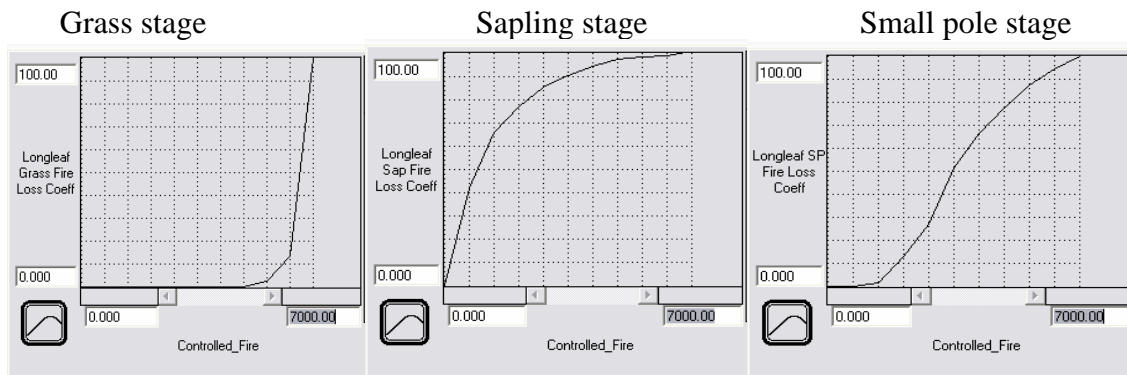 Grass stage
Sapling stage
Small pole stage
100.00
Longleaf
Grass Fire
Loss Coeff
0.000
0.000
7000.00
Controlled_Fire
100.00
Longleaf
Sap Fire
Loss Coeff
0.000
0.000
7000.00
Controlled_Fire
100.00
Longleaf SP
Fire Loss
Coeff
0.000
0.000
7000.00
Controlled_Fire